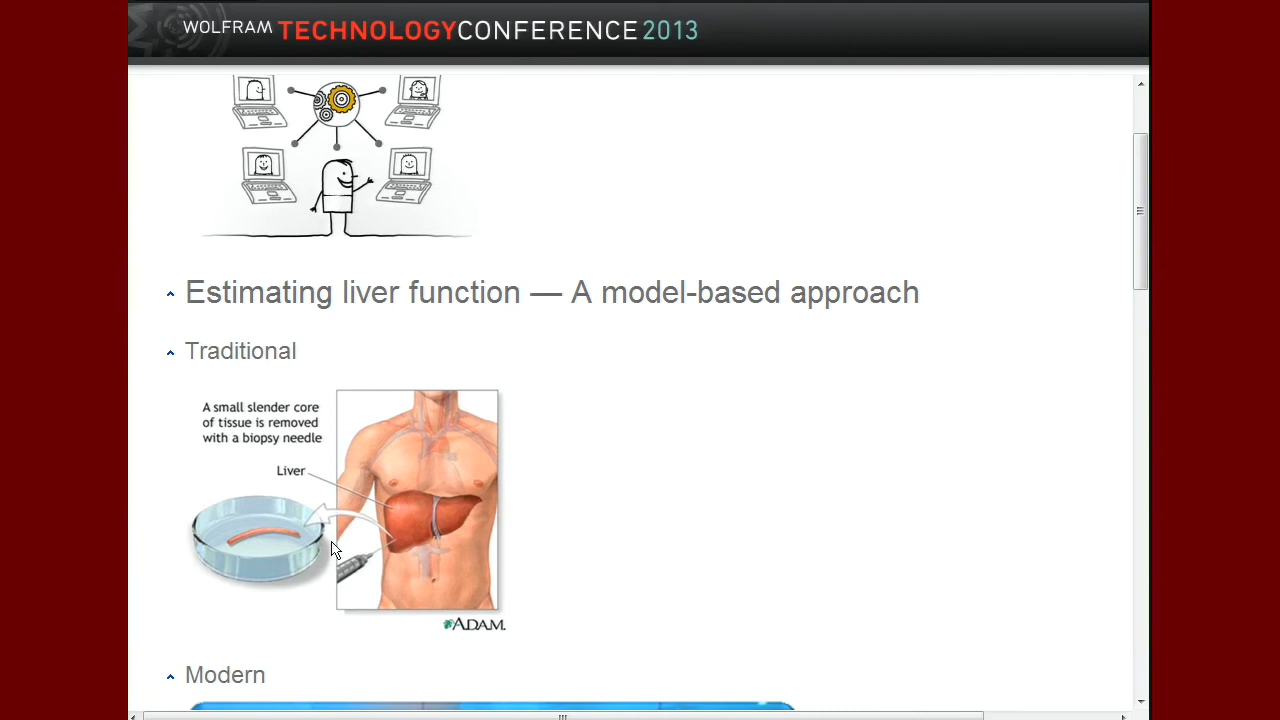 WOLFRAM TECHNOLOGYCONFERENCE 2013
Estimating liver function — A model-based approach
Traditional
A small slender core
of tissue is removed
with a biopsy needle
Liver
ADAM.
Modern